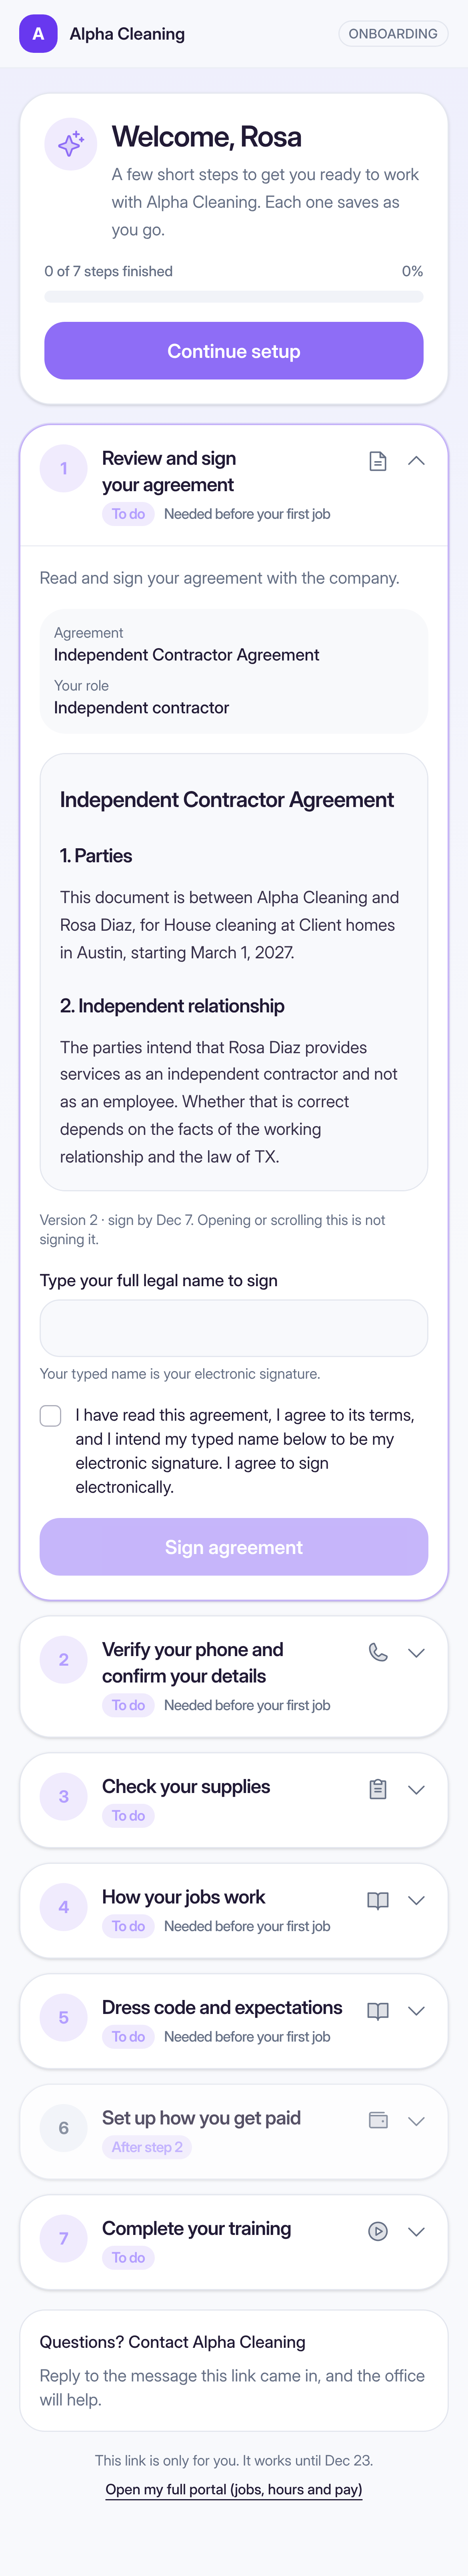 A
Alpha Cleaning
ONBOARDING
Welcome, Rosa
A few short steps to get you ready to work
with Alpha Cleaning. Each one saves as
you go.
0 of 7 steps finished
0%
Continue setup
1
Review and sign
your agreement
To do
Needed before your first job
Read and sign your agreement with the company.
Agreement
Independent Contractor Agreement
Your role
Independent contractor
Independent Contractor Agreement
1. Parties
This document is between Alpha Cleaning and
Rosa Diaz, for House cleaning at Client homes
in Austin, starting March 1, 2027.
2. Independent relationship
The parties intend that Rosa Diaz provides
services as an independent contractor and not
as an employee. Whether that is correct
depends on the facts of the working
relationship and the law of TX.
Version 2 · sign by Dec 7. Opening or scrolling this is not
signing it.
Type your full legal name to sign
Your typed name is your electronic signature.
I have read this agreement, I agree to its terms,
and I intend my typed name below to be my
electronic signature. I agree to sign
electronically.
Sign agreement
2
Verify your phone and
confirm your details
To do
Needed before your first job
3
Check your supplies
To do
4
How your jobs work
To do
Needed before your first job
5
Dress code and expectations
To do
Needed before your first job
6
Set up how you get paid
After step 2
7
Complete your training
To do
Questions? Contact Alpha Cleaning
Reply to the message this link came in, and the office
will help.
This link is only for you. It works until Dec 23.
Open my full portal (jobs, hours and pay)